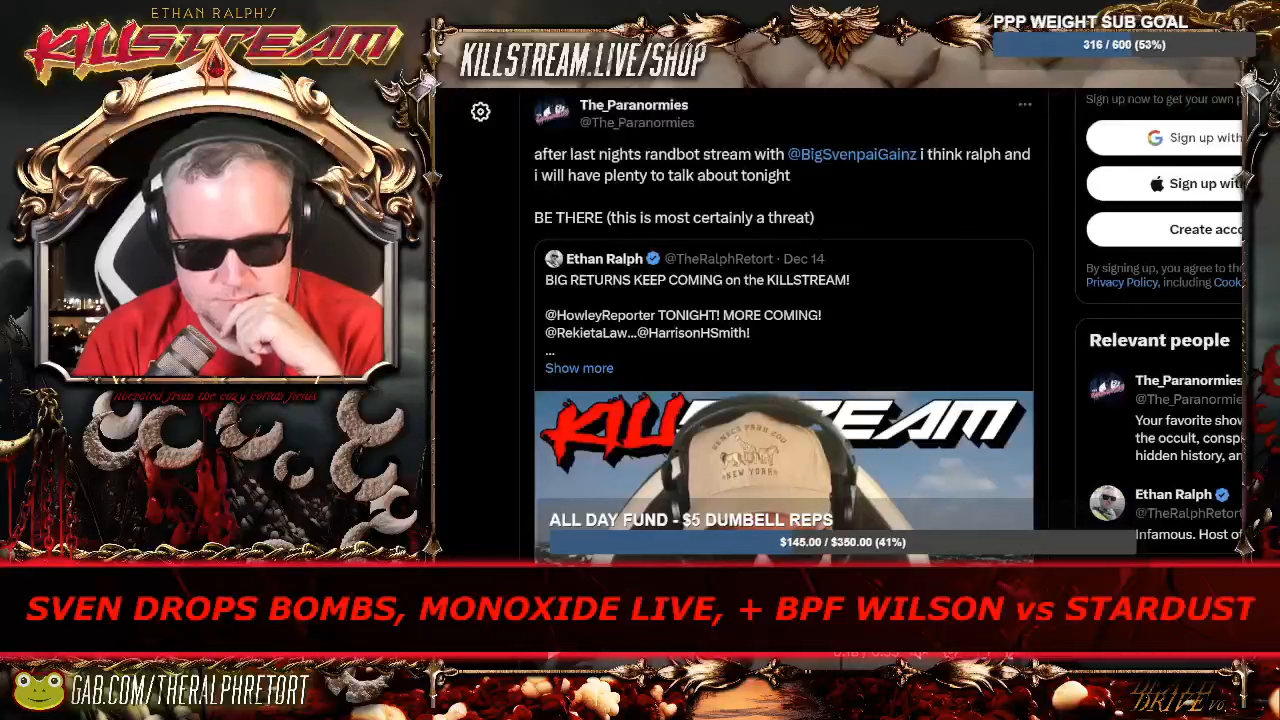 ETHAN RALPH'S
KILLSTREAM
KILLSTREAM.LIVE/SHOP
PPP WEIGHT SUB GOAL
316 / 600 (53%)
The_Paranormies
@The_Paranormies
after last nights randbot stream with @BigSvenpaiGainz i think ralph and
i will have plenty to talk about tonight
BE THERE (this is most certainly a threat)
Ethan Ralph @TheRalphRetort · Dec 14
BIG RETURNS KEEP COMING on the KILLSTREAM!
@HowleyReporter TONIGHT! MORE COMING!
@RekietaLaw...@HarrisonHSmith!
...
Show more
KILLSTREAM
NEW YORK
ALL DAY FUND - $5 DUMBELL REPS
$145.00 / $350.00 (41%)
Sign up now to get your own p
Sign up with
Sign up wit
Create acco
By signing up, you agree to the
Privacy Policy, including Cook
Relevant people
The_Paranormies
@The_Paranormie
Your favorite show
the occult, consp
hidden history, an
Ethan Ralph
@TheRalphRetort
Infamous. Host of
SVEN DROPS BOMBS, MONOXIDE LIVE, + BPF WILSON vs STARDUST
GAB.COM/THERALPHRETORT